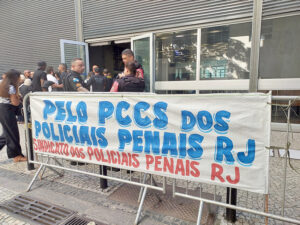 PELO PCCS DOS
POLICIAIS PENAIS RJ
SINDICATO DOS POLICIAIS PENAIS RJ